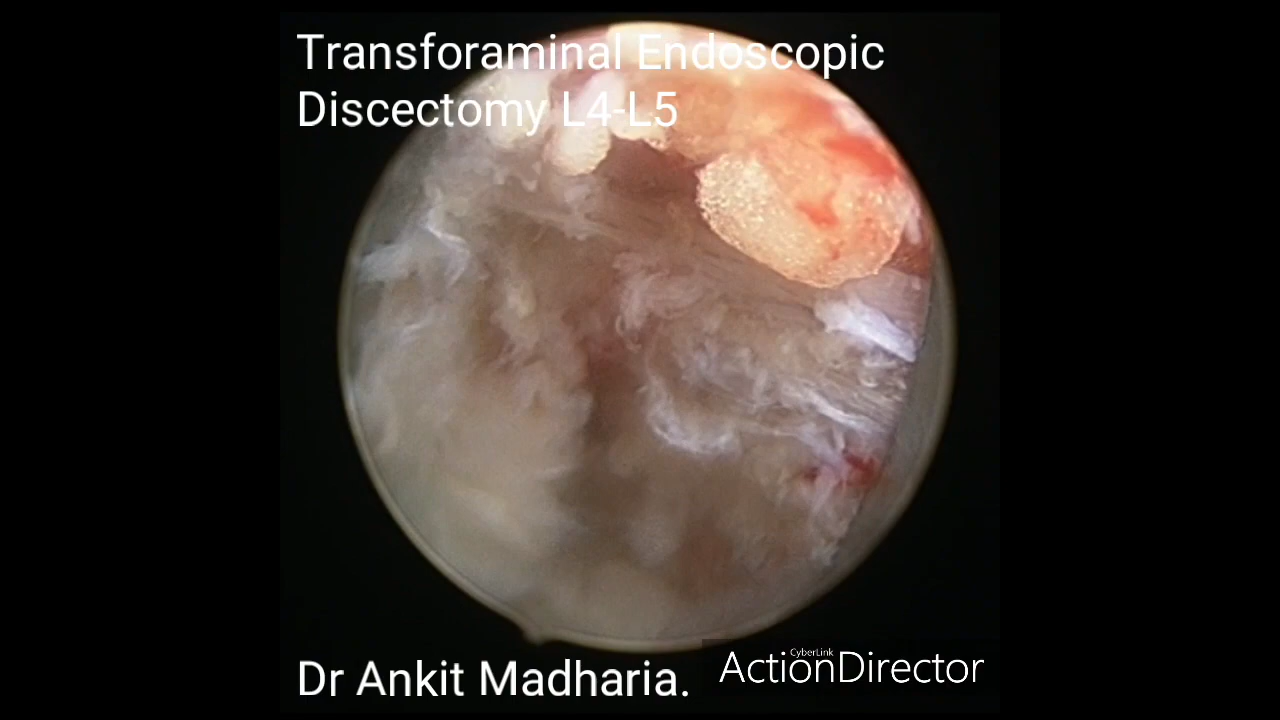 Transforaminal Endoscopic
Discectomy L4-L5
Dr Ankit Madharia.
CyberLink
ActionDirector